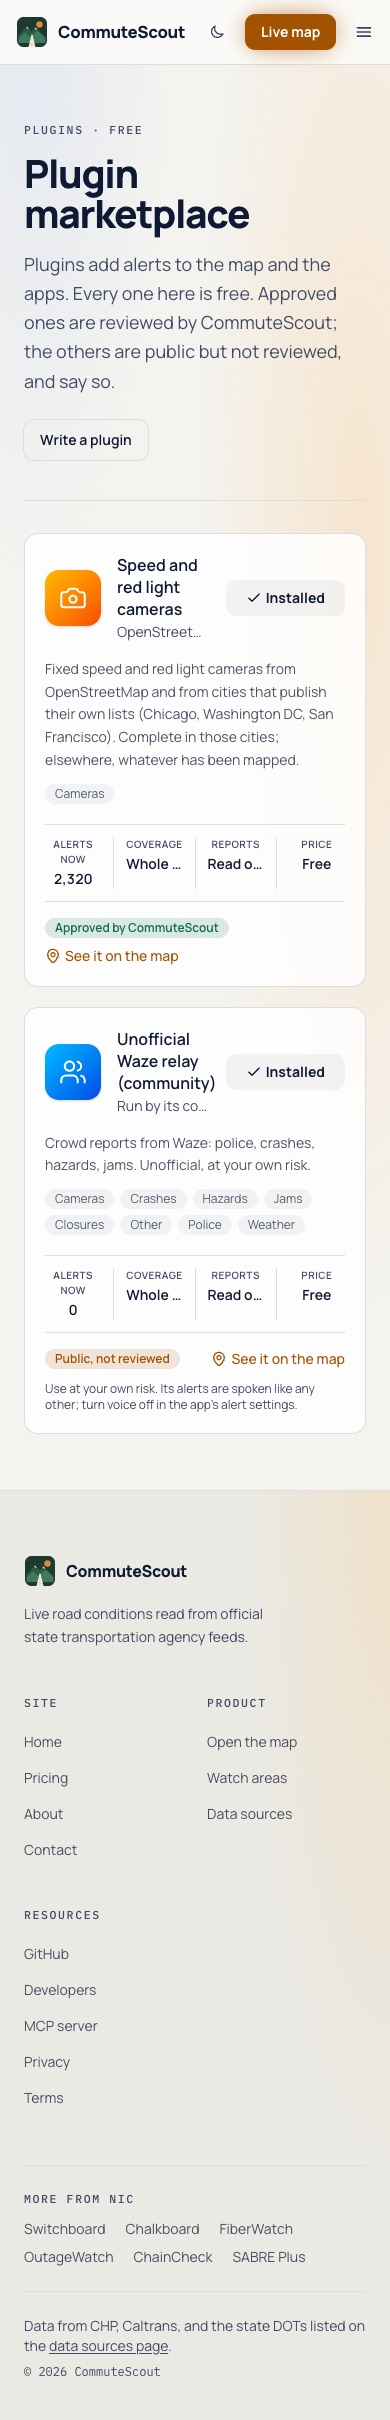 CommuteScout
Live map
PLUGINS · FREE
Plugin
marketplace
Plugins add alerts to the map and the
apps. Every one here is free. Approved
ones are reviewed by CommuteScout;
the others are public but not reviewed,
and say so.
Write a plugin
Speed and
red light
cameras
OpenStreet...
Installed
Fixed speed and red light cameras from
OpenStreetMap and from cities that publish
their own lists (Chicago, Washington DC, San
Francisco). Complete in those cities;
elsewhere, whatever has been mapped.
Cameras
ALERTS NOW
2,320
COVERAGE
Whole ...
REPORTS
Read o...
PRICE
Free
Approved by CommuteScout
See it on the map
Unofficial
Waze relay
(community)
Run by its co...
Installed
Crowd reports from Waze: police, crashes,
hazards, jams. Unofficial, at your own risk.
Cameras Crashes Hazards Jams
Closures Other Police Weather
ALERTS NOW
0
COVERAGE
Whole ...
REPORTS
Read o...
PRICE
Free
Public, not reviewed
See it on the map
Use at your own risk. Its alerts are spoken like any
other; turn voice off in the app's alert settings.
CommuteScout
Live road conditions read from official
state transportation agency feeds.
SITE
Home
Pricing
About
Contact
PRODUCT
Open the map
Watch areas
Data sources
RESOURCES
GitHub
Developers
MCP server
Privacy
Terms
MORE FROM NIC
Switchboard Chalkboard FiberWatch
OutageWatch ChainCheck SABRE Plus
Data from CHP, Caltrans, and the state DOTs listed on
the data sources page.
© 2026 CommuteScout